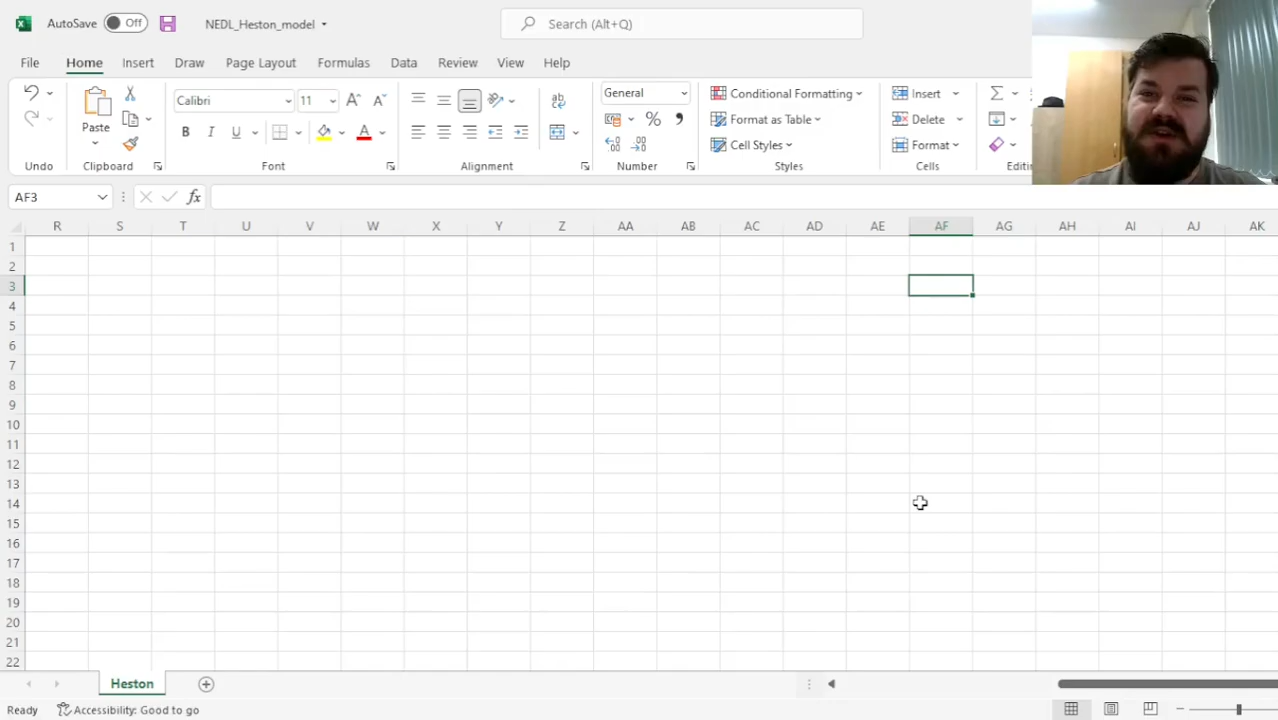 AutoSave Off NEDL_Heston_model Search (Alt+Q)
File Home Insert Draw Page Layout Formulas Data Review View Help
Calibri 11 General Conditional Formatting Insert
Paste Format as Table Delete
Cell Styles Format
Undo Clipboard Font Alignment Number Styles Cells Editin
AF3 fx
R S T U V W X Y Z AA AB AC AD AE AF AG AH AI AJ AK
1
2
3
4
5
6
7
8
9
10
11
12
13
14
15
16
17
18
19
20
21
22
Heston
Ready Accessibility: Good to go